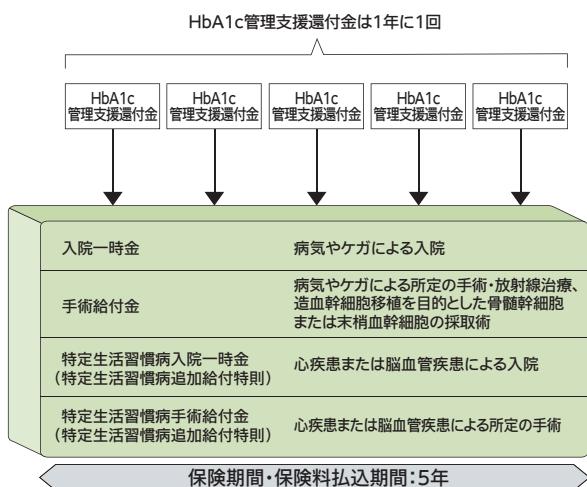 HbA1c管理支援還付金は1年に1回
HbA1c
管理支援還付金
HbA1c
管理支援還付金
HbA1c
管理支援還付金
HbA1c
管理支援還付金
HbA1c
管理支援還付金
入院一時金
病気やケガによる入院
手術給付金
病気やケガによる所定の手術・放射線治療、
造血幹細胞移植を目的とした骨髄幹細胞
または末梢血幹細胞の採取術
特定生活習慣病入院一時金
(特定生活習慣病追加給付特則)
心疾患または脳血管疾患による入院
特定生活習慣病手術給付金
(特定生活習慣病追加給付特則)
心疾患または脳血管疾患による所定の手術
保険期間・保険料払込期間:5年